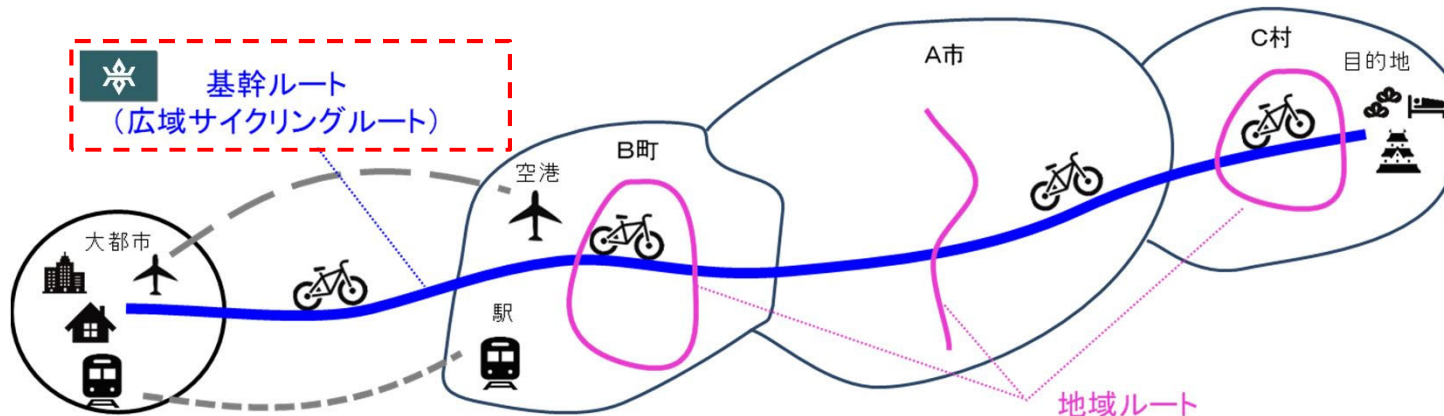 基幹ルート
（広域サイクリングルート）
大都市
B町
空港
駅
A市
C村
目的地
地域ルート